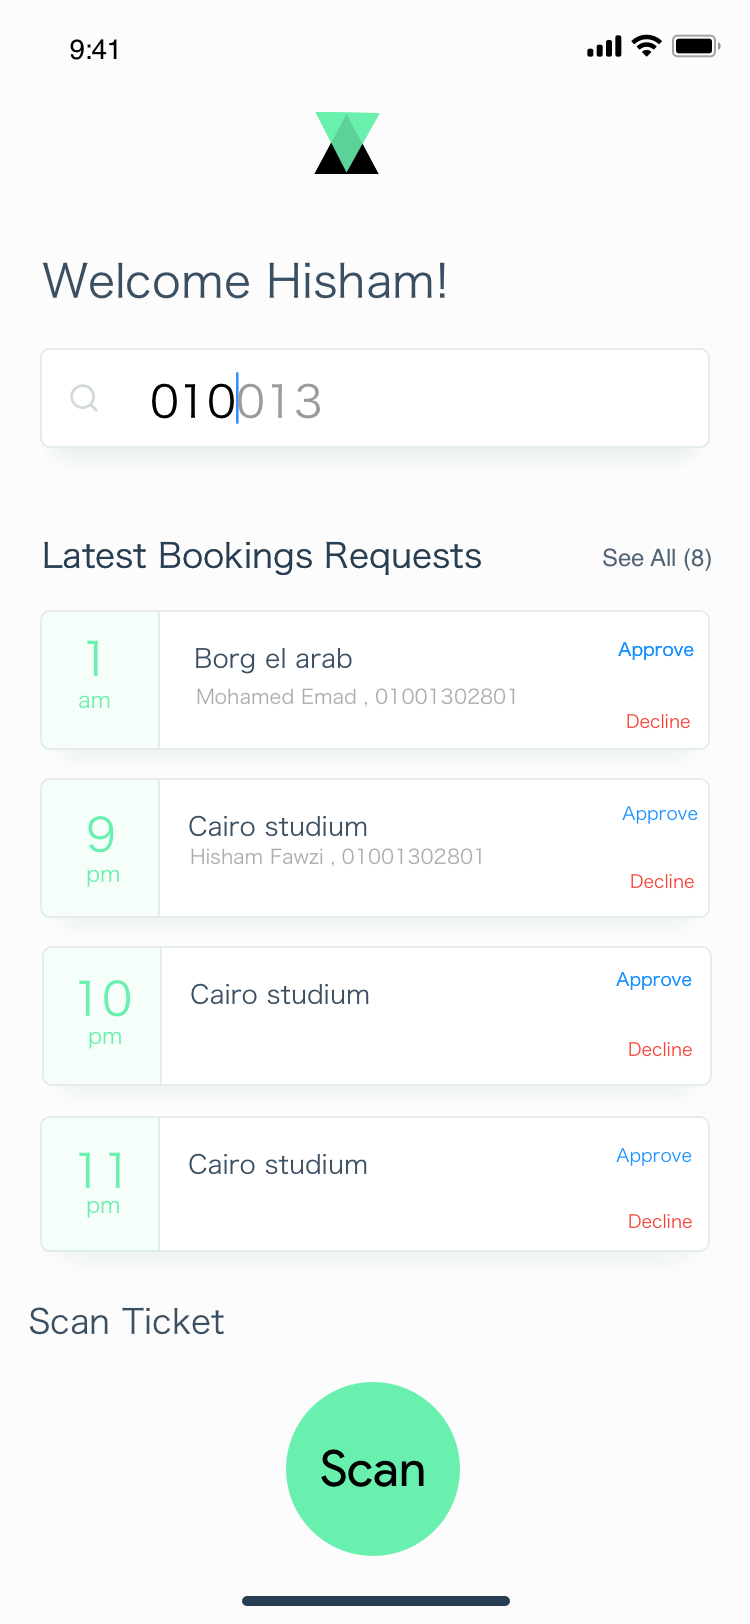 9:41
Welcome Hisham!
010013
Latest Bookings Requests See All (8)
1
am
Borg el arab
Mohamed Emad , 01001302801
Approve
Decline
9
pm
Cairo studium
Hisham Fawzi , 01001302801
Approve
Decline
10
pm
Cairo studium
Approve
Decline
11
pm
Cairo studium
Approve
Decline
Scan Ticket
Scan